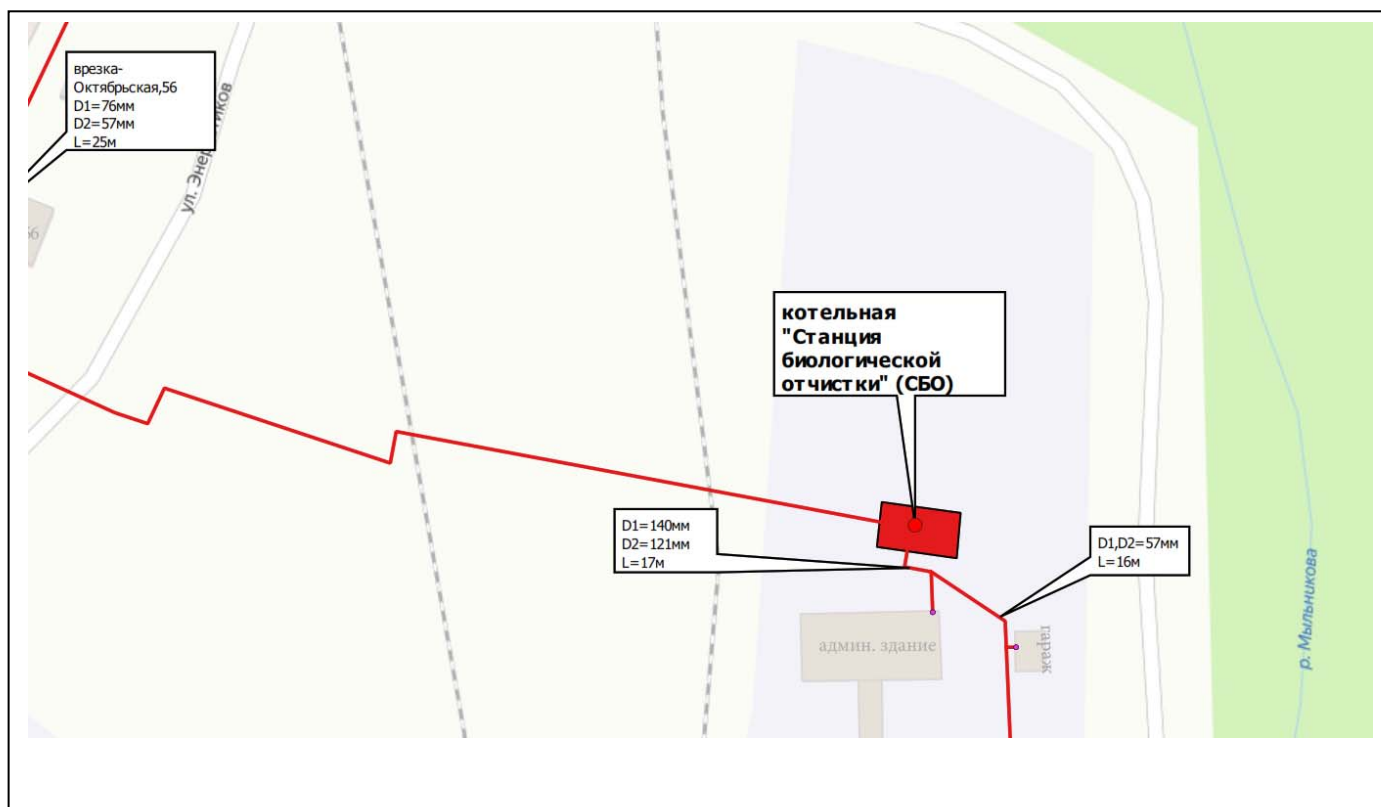 врезка-
Октябрьская,56
D1=76мм
D2=57мм
L=25м
ул.
котельная
"Станция
биологической
отчистки" (СБО)
D1=140мм
D2=121мм
L=17м
D1,D2=57мм
L=16м
админ. здание
гараж
р. Мыльникова